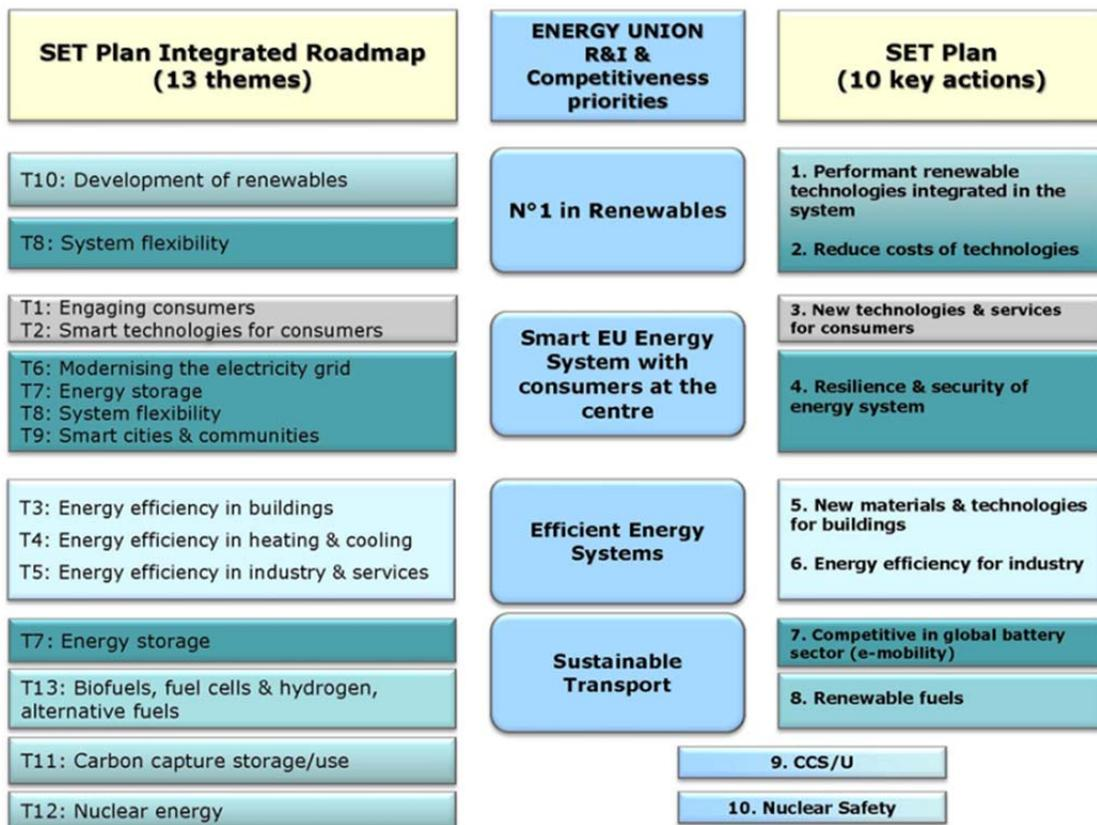 SET Plan Integrated Roadmap
(13 themes)
ENERGY UNION
R&I &
Competitiveness
priorities
SET Plan
(10 key actions)
T10: Development of renewables
T8: System flexibility
N°1 in Renewables
1. Performant renewable
technologies integrated in the
system
2. Reduce costs of technologies
T1: Engaging consumers
T2: Smart technologies for consumers
T6: Modernising the electricity grid
T7: Energy storage
T8: System flexibility
T9: Smart cities & communities
Smart EU Energy
System with
consumers at the
centre
3. New technologies & services
for consumers
4. Resilience & security of
energy system
T3: Energy efficiency in buildings
T4: Energy efficiency in heating & cooling
T5: Energy efficiency in industry & services
Efficient Energy
Systems
5. New materials & technologies
for buildings
6. Energy efficiency for industry
T7: Energy storage
T13: Biofuels, fuel cells & hydrogen,
alternative fuels
Sustainable
Transport
7. Competitive in global battery
sector (e-mobility)
8. Renewable fuels
T11: Carbon capture storage/use
9. CCS/U
T12: Nuclear energy
10. Nuclear Safety